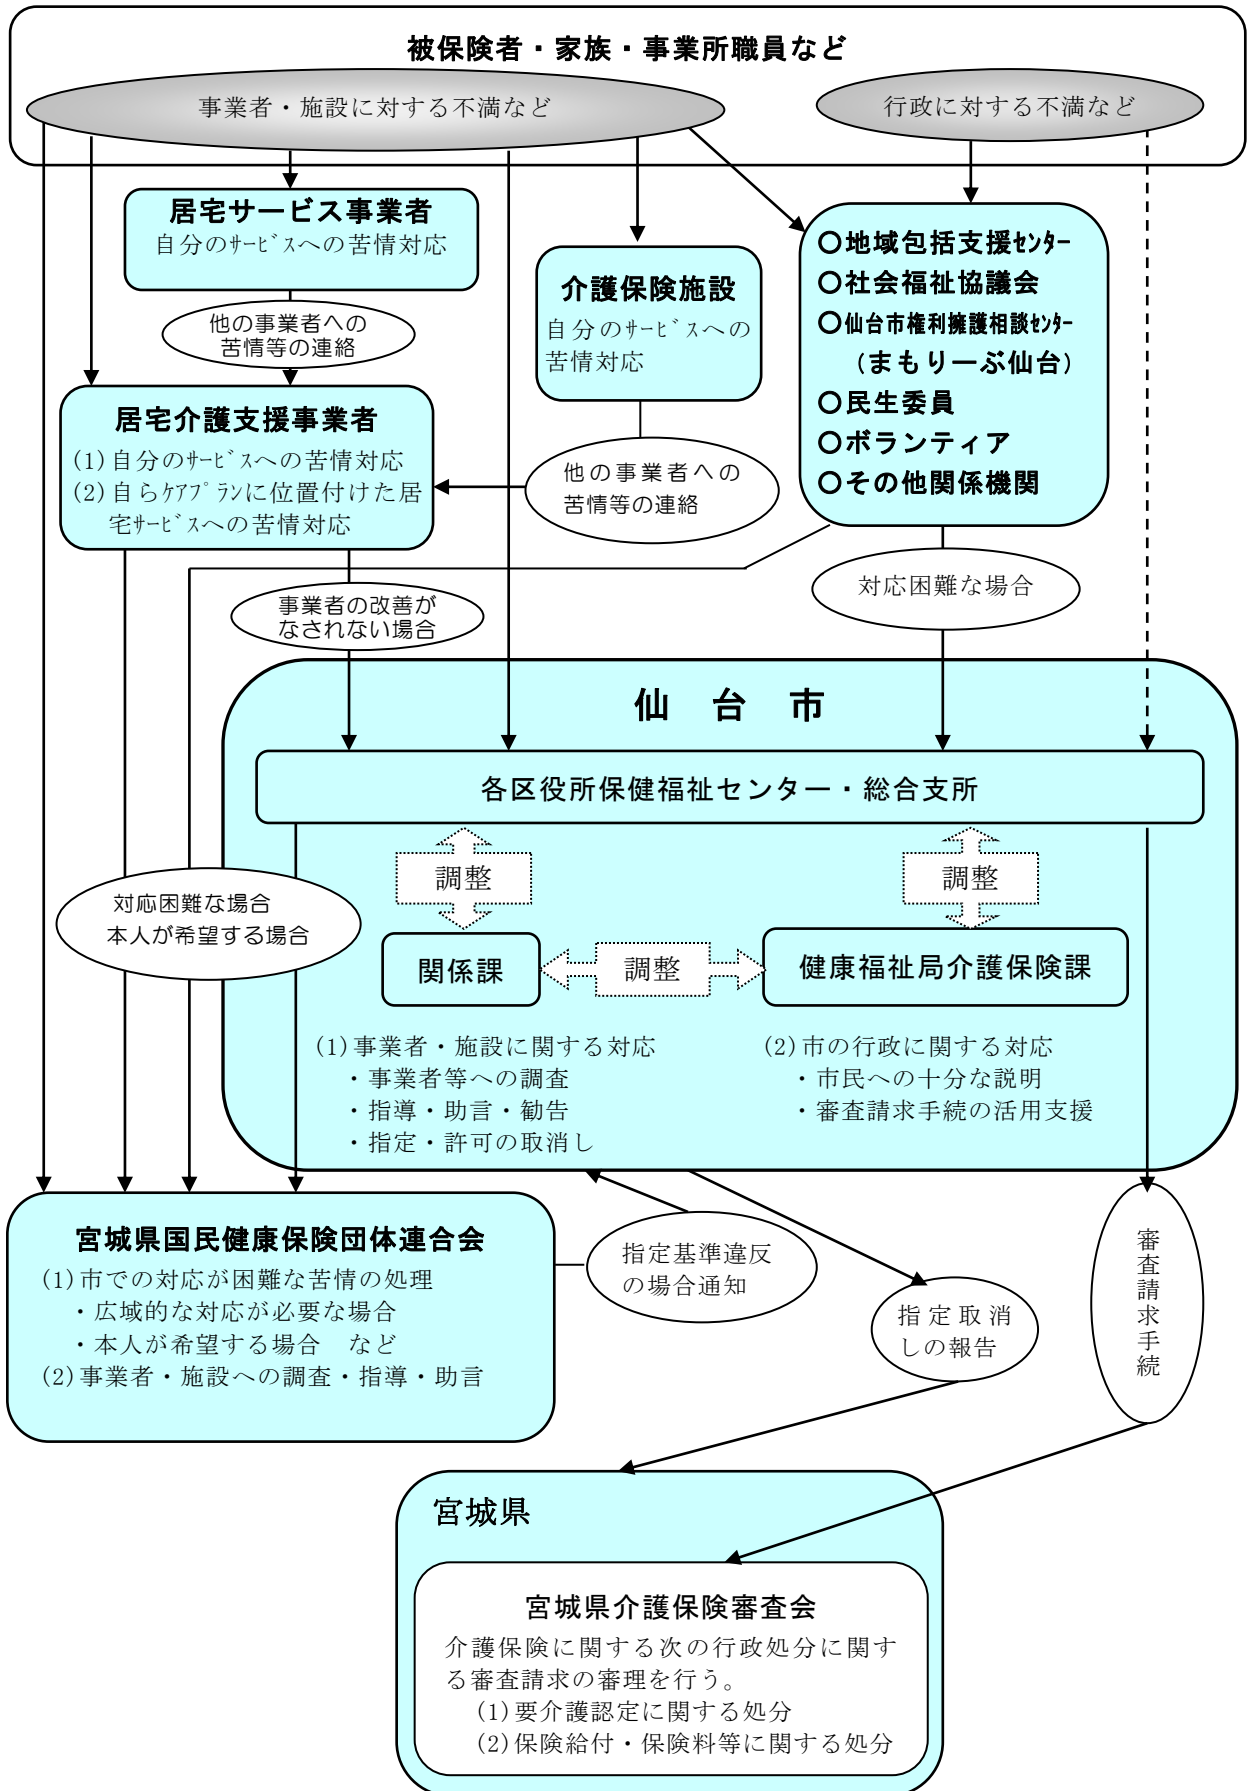 被保険者・家族・事業所職員など
事業者・施設に対する不満など
行政に対する不満など
居宅サービス事業者
自分のｻｰﾋﾞｽへの苦情対応
他の事業者への
苦情等の連絡
介護保険施設
自分のｻｰﾋﾞｽへの
苦情対応
〇地域包括支援ｾﾝﾀｰ
〇社会福祉協議会
〇仙台市権利擁護相談ｾﾝﾀｰ
(まもりーぶ仙台)
〇民生委員
〇ボランティア
〇その他関係機関
居宅介護支援事業者
(1)自分のｻｰﾋﾞｽへの苦情対応
(2)自らｹｱﾌﾟﾗﾝに位置付けた居
宅ｻｰﾋﾞｽへの苦情対応
他の事業者への
苦情等の連絡
事業者の改善が
なされない場合
対応困難な場合
仙 台 市
各区役所保健福祉センター・総合支所
調整
調整
対応困難な場合
本人が希望する場合
関係課
調整
健康福祉局介護保険課
(1)事業者・施設に関する対応
・事業者等への調査
・指導・助言・勧告
・指定・許可の取消し
(2)市の行政に関する対応
・市民への十分な説明
・審査請求手続の活用支援
宮城県国民健康保険団体連合会
(1)市での対応が困難な苦情の処理
・広域的な対応が必要な場合
・本人が希望する場合 など
(2)事業者・施設への調査・指導・助言
指定基準違反
の場合通知
指定取消
しの報告
審査請求手続
宮城県
宮城県介護保険審査会
介護保険に関する次の行政処分に関す
る審査請求の審理を行う。
(1)要介護認定に関する処分
(2)保険給付・保険料等に関する処分